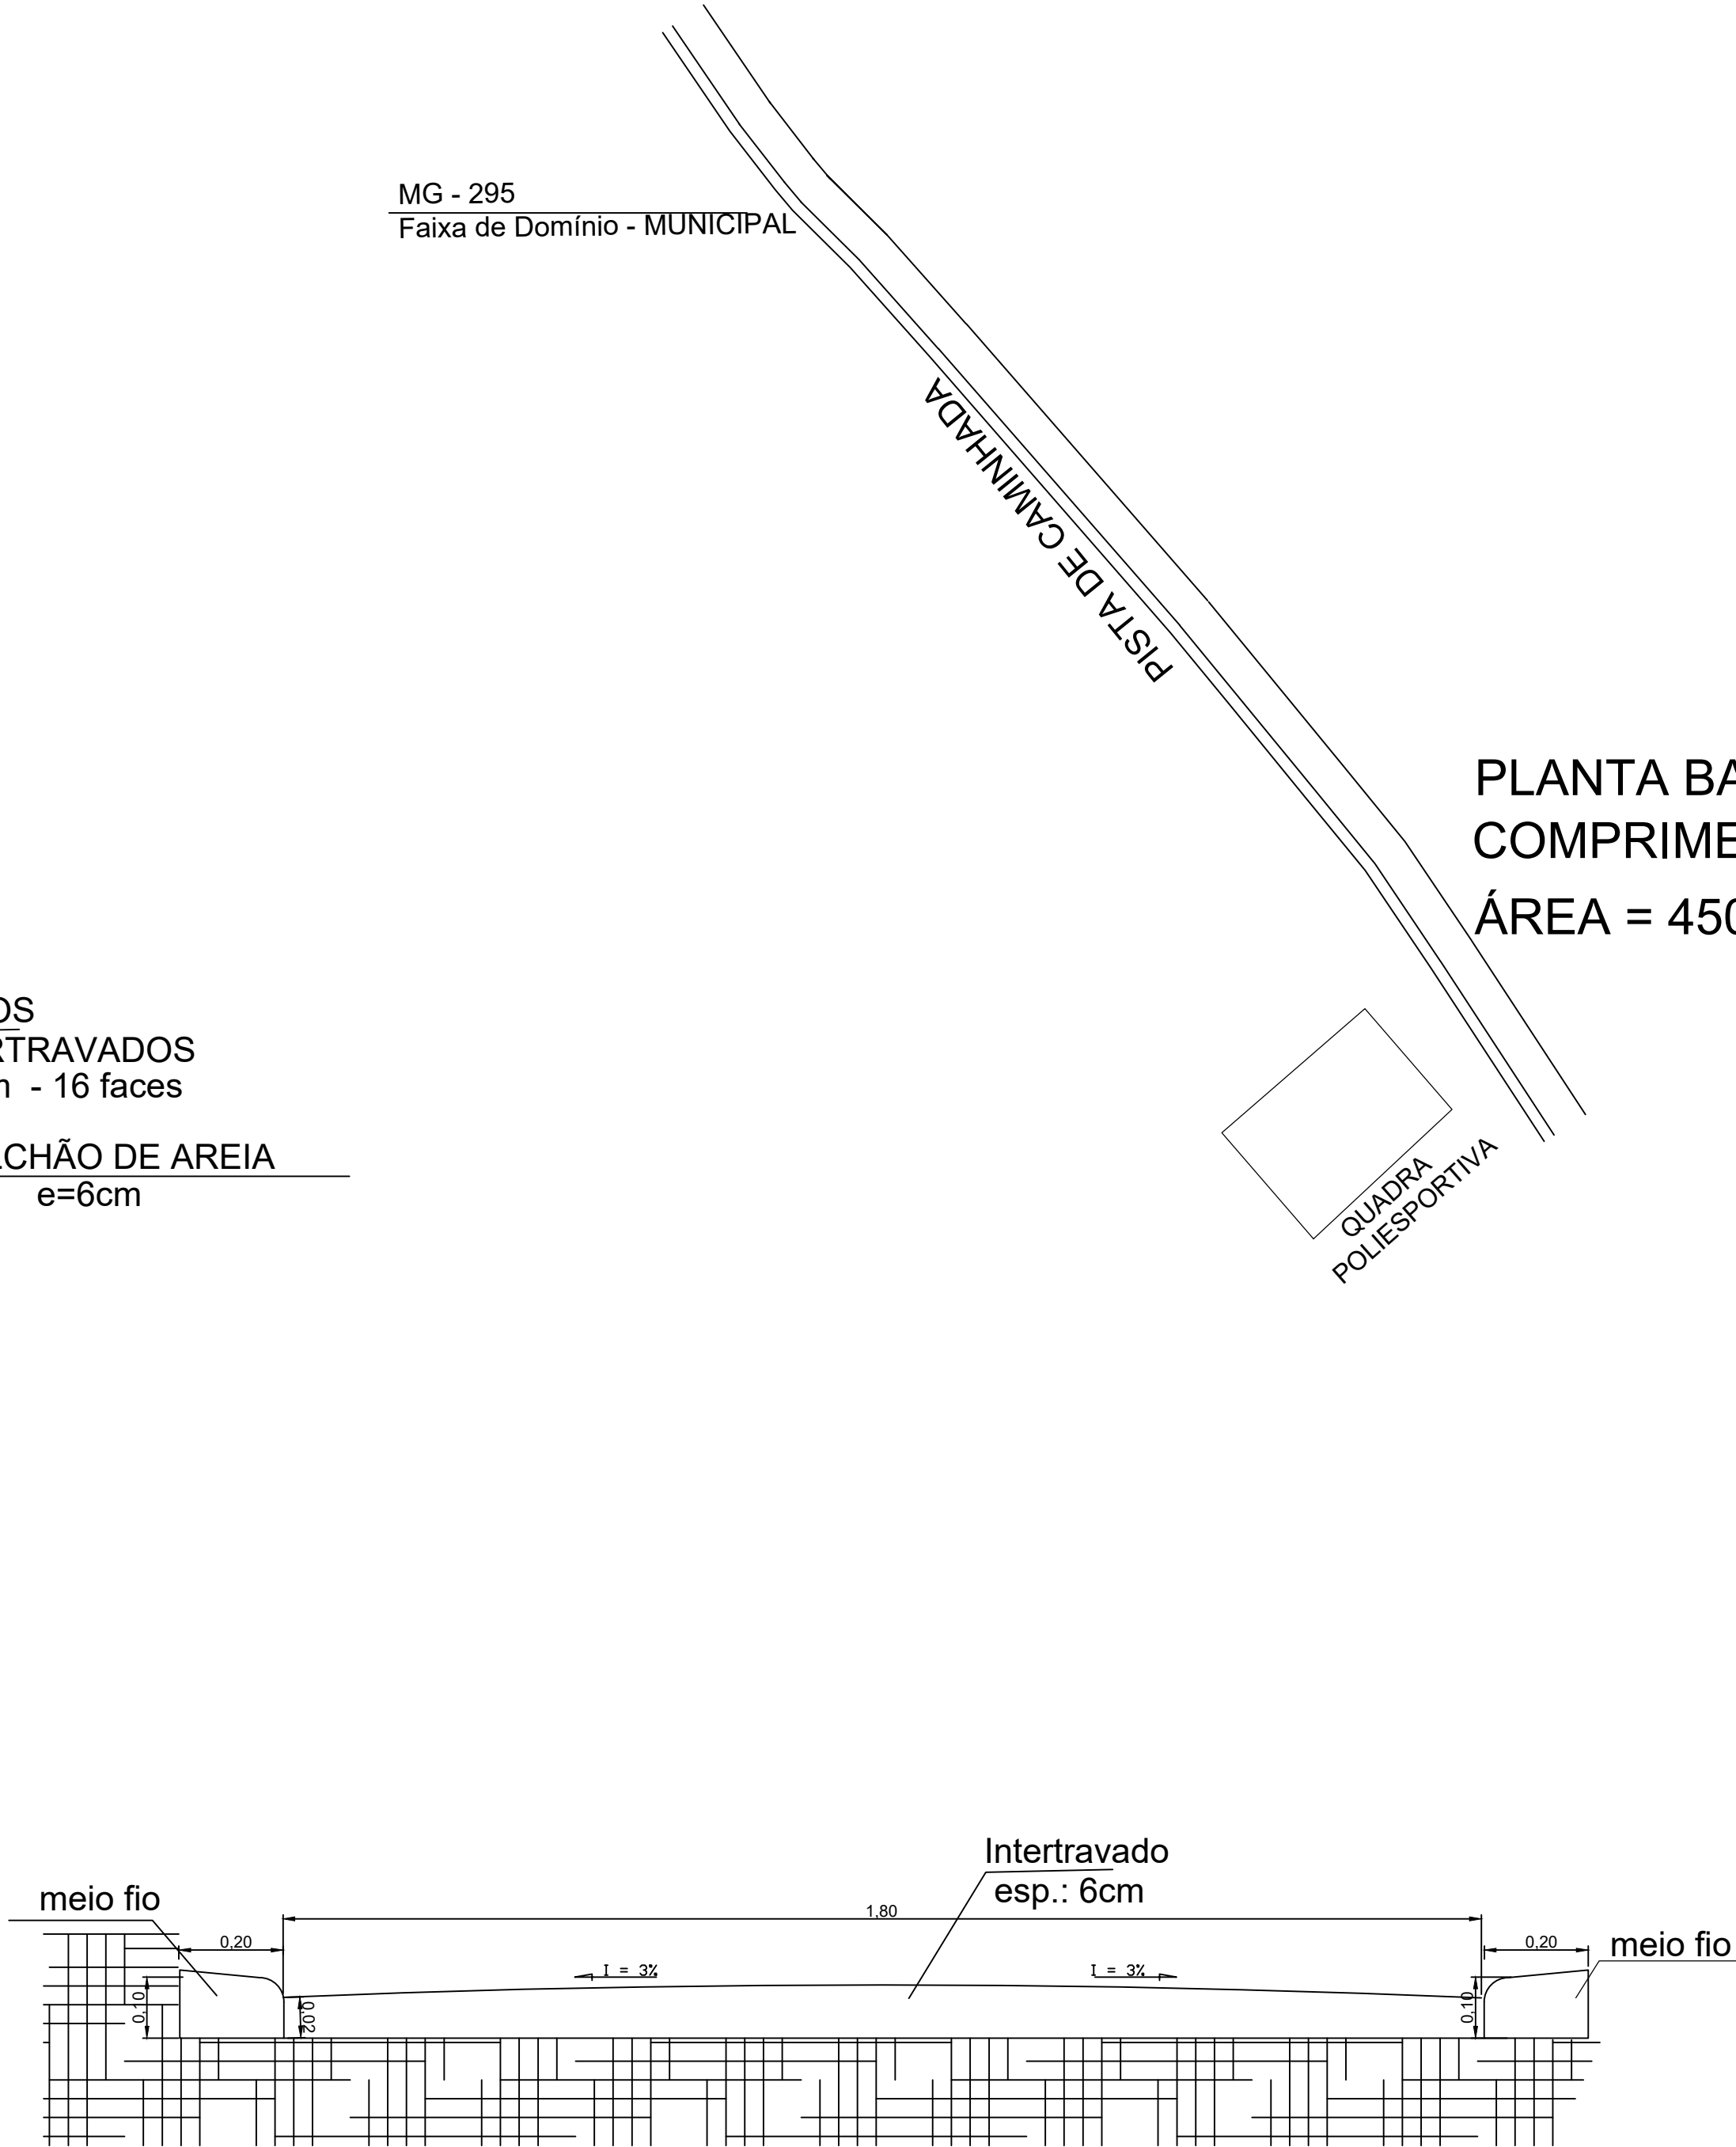 MG - 295
Faixa de Domínio - MUNICIPAL
PISTA DE CAMINHADA
PLANTA BA
COMPRIME
ÁREA = 450
OS
RTRAVADOS
m - 16 faces
LCHÃO DE AREIA
e=6cm
QUADRA
POLIESPORTIVA
Intertravado
esp.: 6cm
meio fio
1,80
0,20
0,20
meio fio
I = 3%
I = 3%
0,10
0,02
0,10